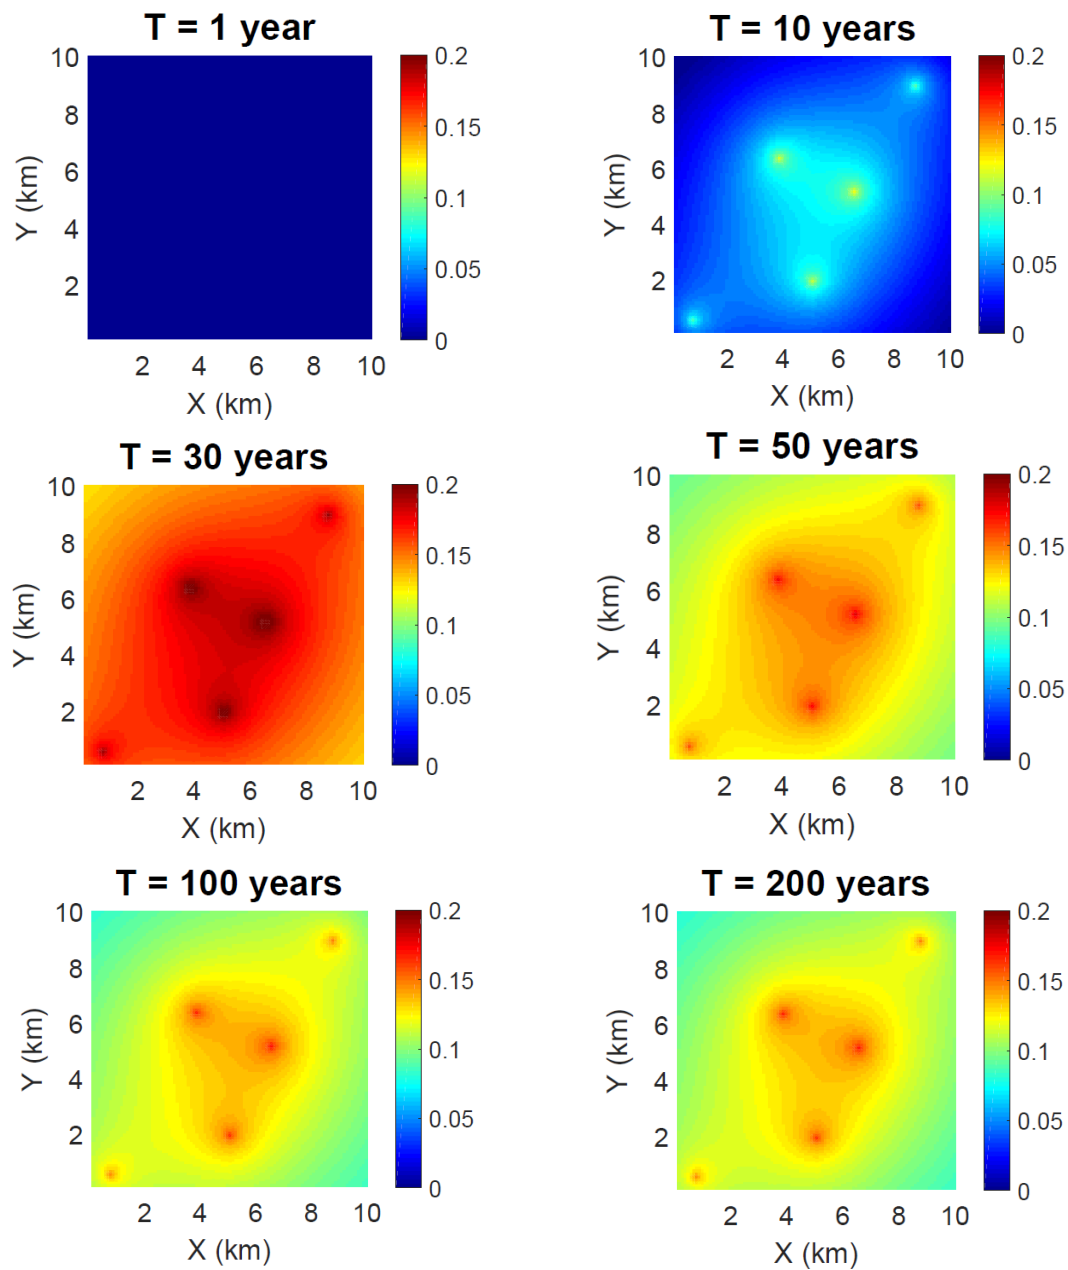 T = 1 year
10
8
6
4
2
Y (km)
2 4 6 8 10
X (km)
0.2
0.15
0.1
0.05
0
T = 10 years
10
8
6
4
2
Y (km)
2 4 6 8 10
X (km)
0.2
0.15
0.1
0.05
0
T = 30 years
10
8
6
4
2
Y (km)
2 4 6 8 10
X (km)
0.2
0.15
0.1
0.05
0
T = 50 years
10
8
6
4
2
Y (km)
2 4 6 8 10
X (km)
0.2
0.15
0.1
0.05
0
T = 100 years
10
8
6
4
2
Y (km)
2 4 6 8 10
X (km)
0.2
0.15
0.1
0.05
0
T = 200 years
10
8
6
4
2
Y (km)
2 4 6 8 10
X (km)
0.2
0.15
0.1
0.05
0